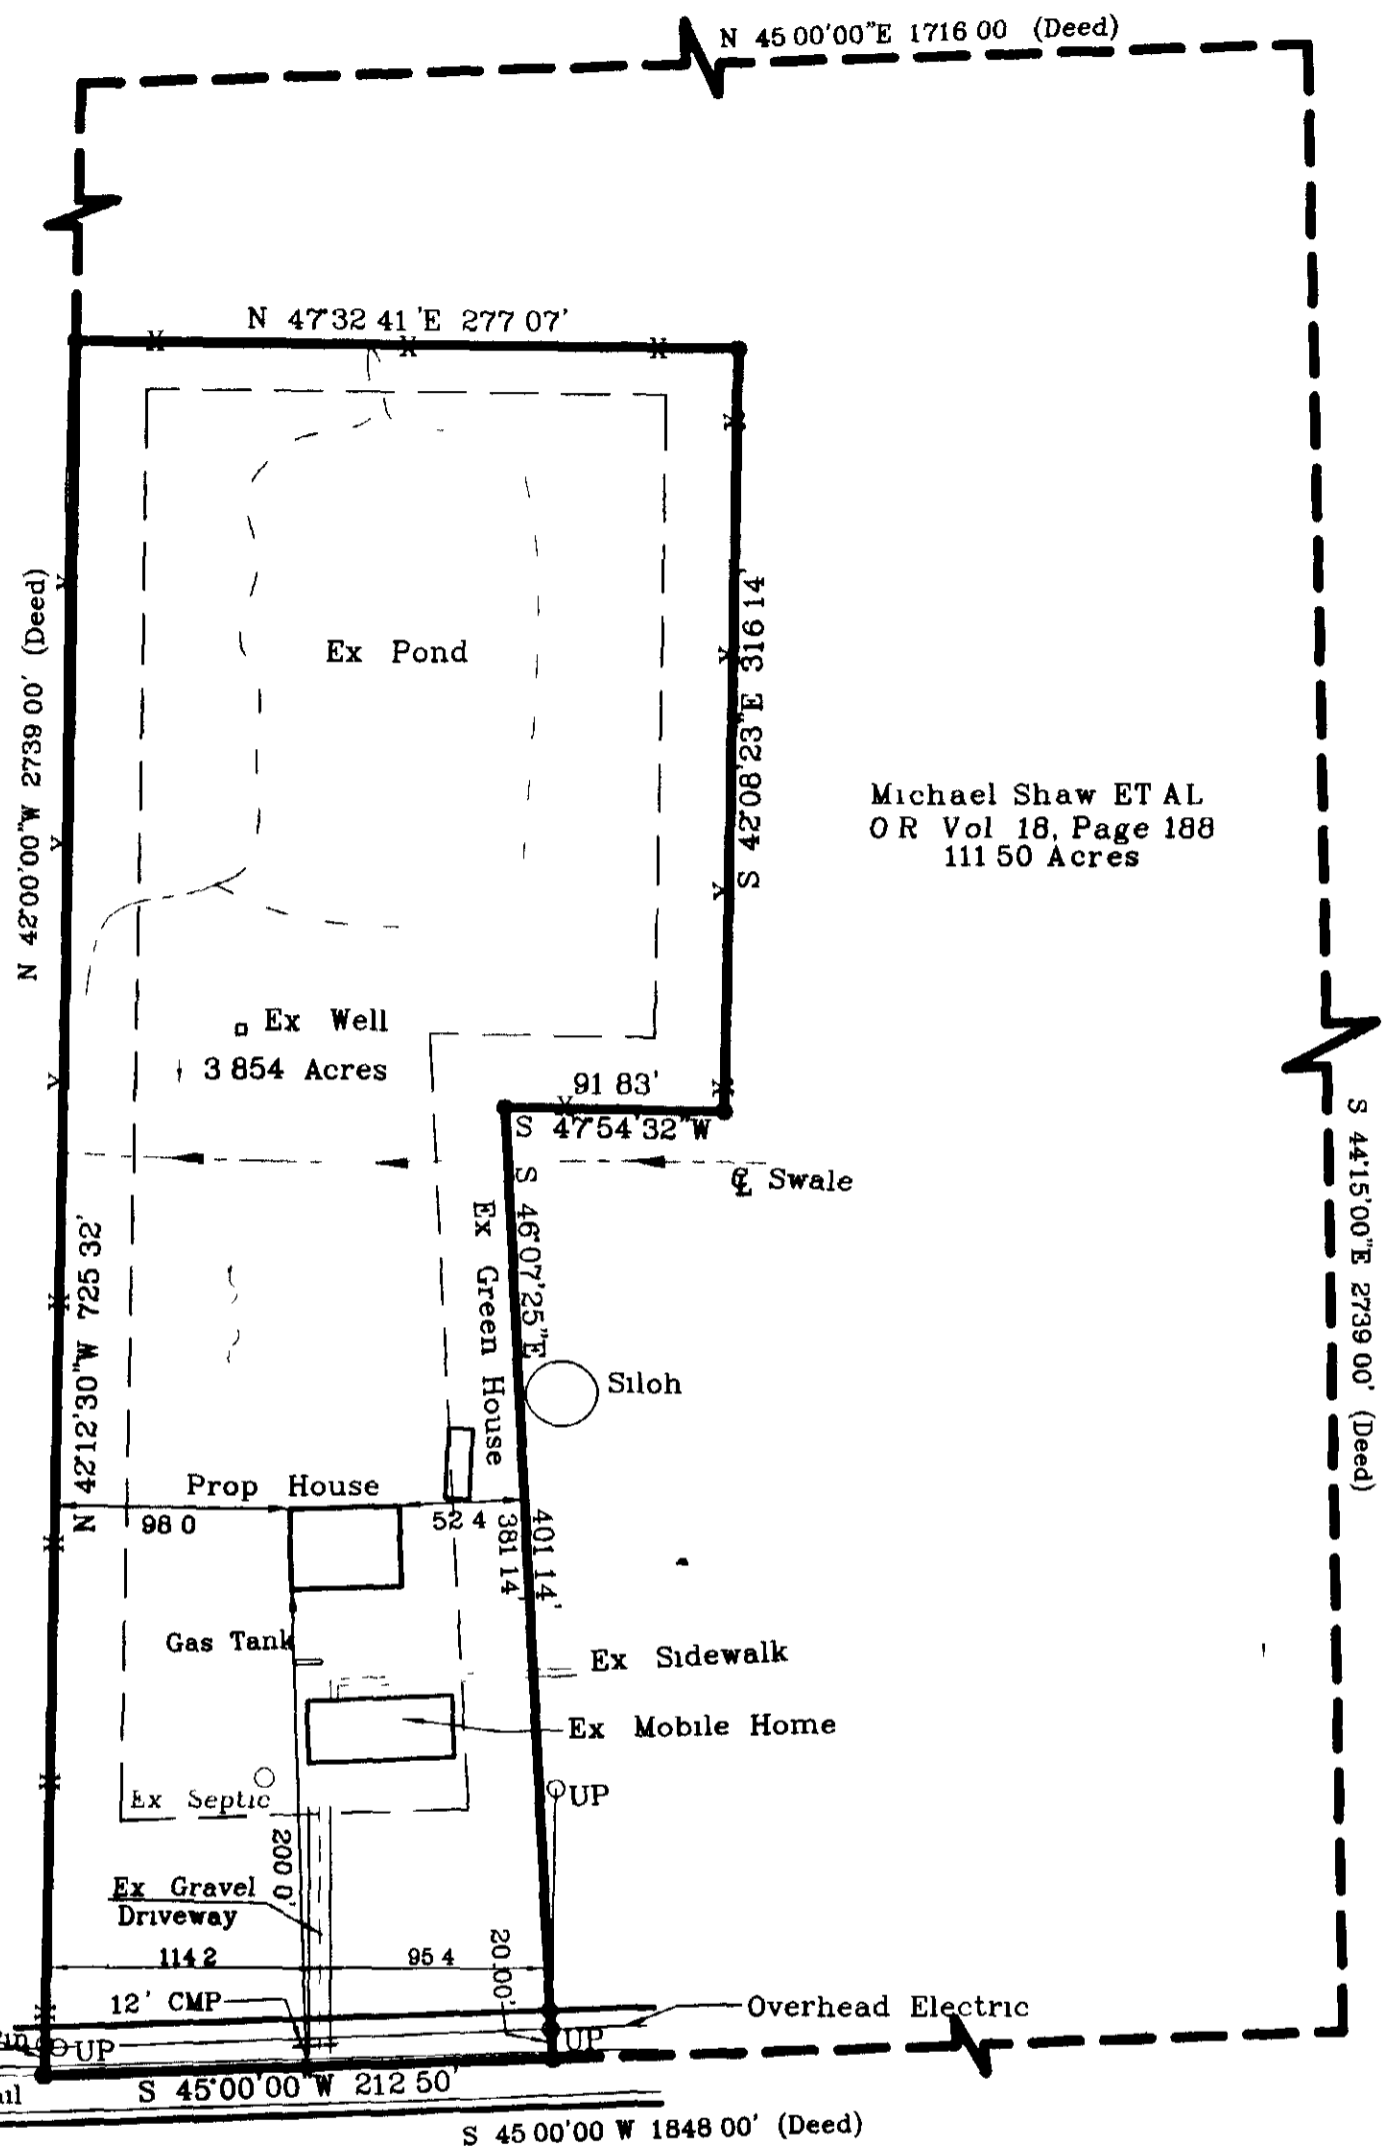 N 45 00'00"E 1716 00 (Deed)
N 47°32 41 'E 277 07'
N 42°00'00"W 2739 00' (Deed)
Ex Pond
S 42°08'23"E 316 14'
Michael Shaw ET AL
O R Vol 18, Page 188
111 50 Acres
Ex Well
3 854 Acres
91 83'
S 47°54'32"W
℄ Swale
S 44°15'00"E 2739 00' (Deed)
N 42°12'30"W 725 32'
S 46°07'25"E
Ex Green House
Siloh
Prop House
98 0
52 4
381 14'
401 14'
Gas Tank
Ex Sidewalk
Ex Mobile Home
Ex Septic
UP
200 0'
Ex Gravel
Driveway
114 2
95 4
20.00'
12' CMP
Overhead Electric
UP
UP
S 45°00'00 W 212 50'
S 45 00'00 W 1848 00' (Deed)